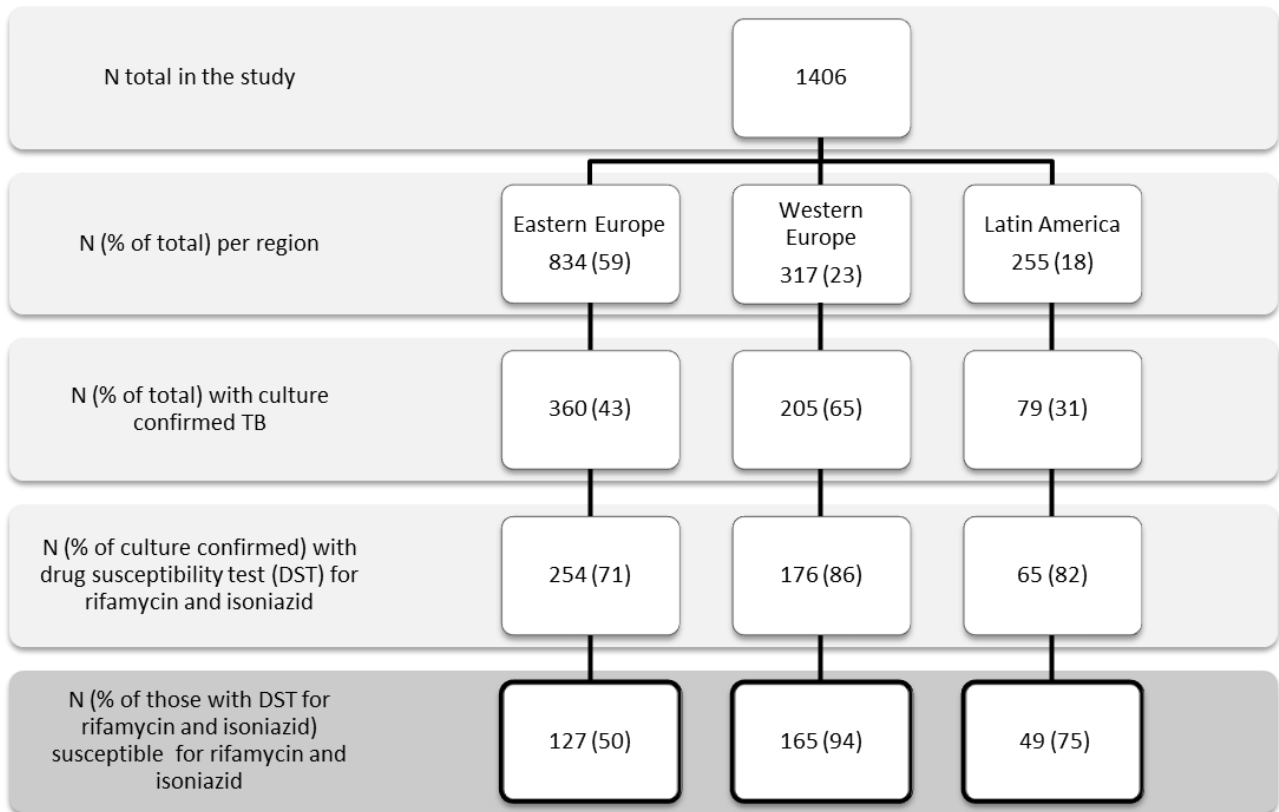 N total in the study
1406
N (% of total) per region
Eastern Europe
834 (59)
Western
Europe
317 (23)
Latin America
255 (18)
N (% of total) with culture
confirmed TB
360 (43)
205 (65)
79 (31)
N (% of culture confirmed) with
drug susceptibility test (DST) for
rifamycin and isoniazid
254 (71)
176 (86)
65 (82)
N (% of those with DST for
rifamycin and isoniazid)
susceptible for rifamycin and
isoniazid
127 (50)
165 (94)
49 (75)